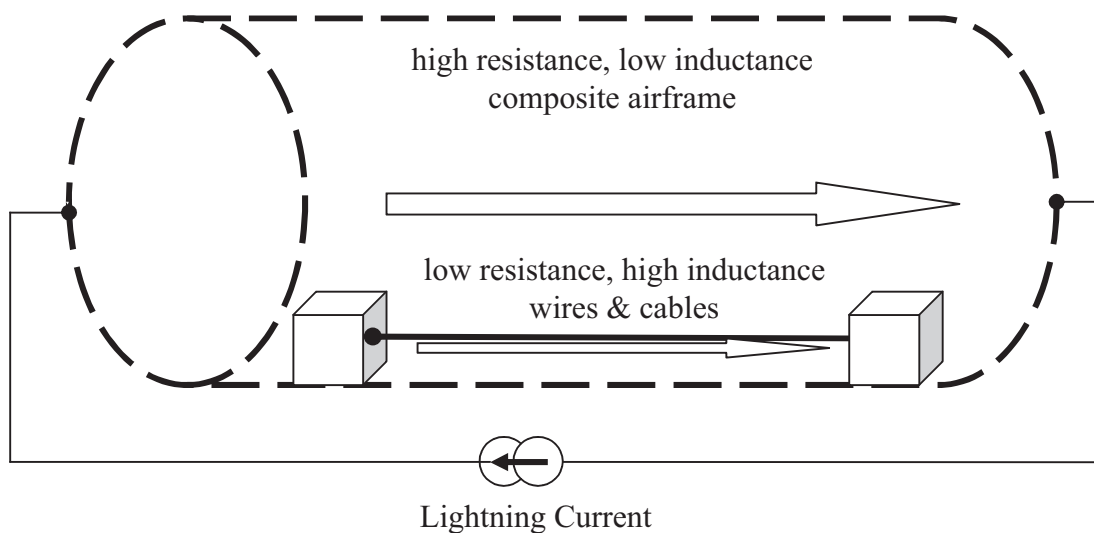 high resistance, low inductance
composite airframe
low resistance, high inductance
wires & cables
Lightning Current